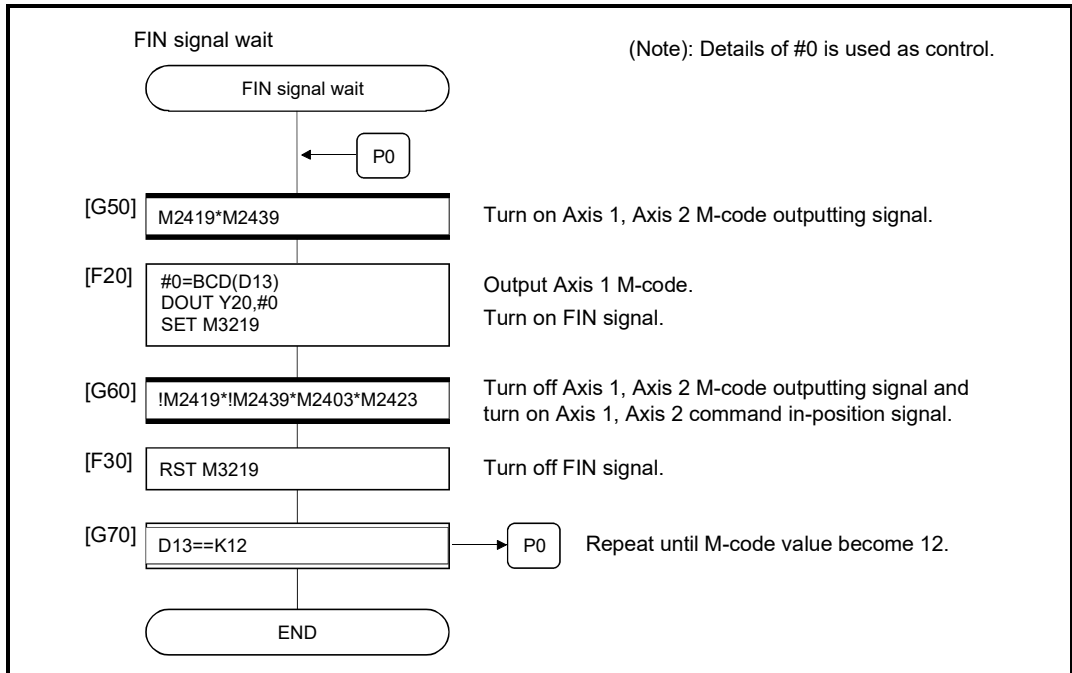 FIN signal wait
(Note): Details of #0 is used as control.
FIN signal wait
P0
[G50]
M2419*M2439
Turn on Axis 1, Axis 2 M-code outputting signal.
[F20]
#0=BCD(D13)
DOUT Y20,#0
SET M3219
Output Axis 1 M-code.
Turn on FIN signal.
[G60]
!M2419*!M2439*M2403*M2423
Turn off Axis 1, Axis 2 M-code outputting signal and
turn on Axis 1, Axis 2 command in-position signal.
[F30]
RST M3219
Turn off FIN signal.
[G70]
D13==K12
P0
Repeat until M-code value become 12.
END